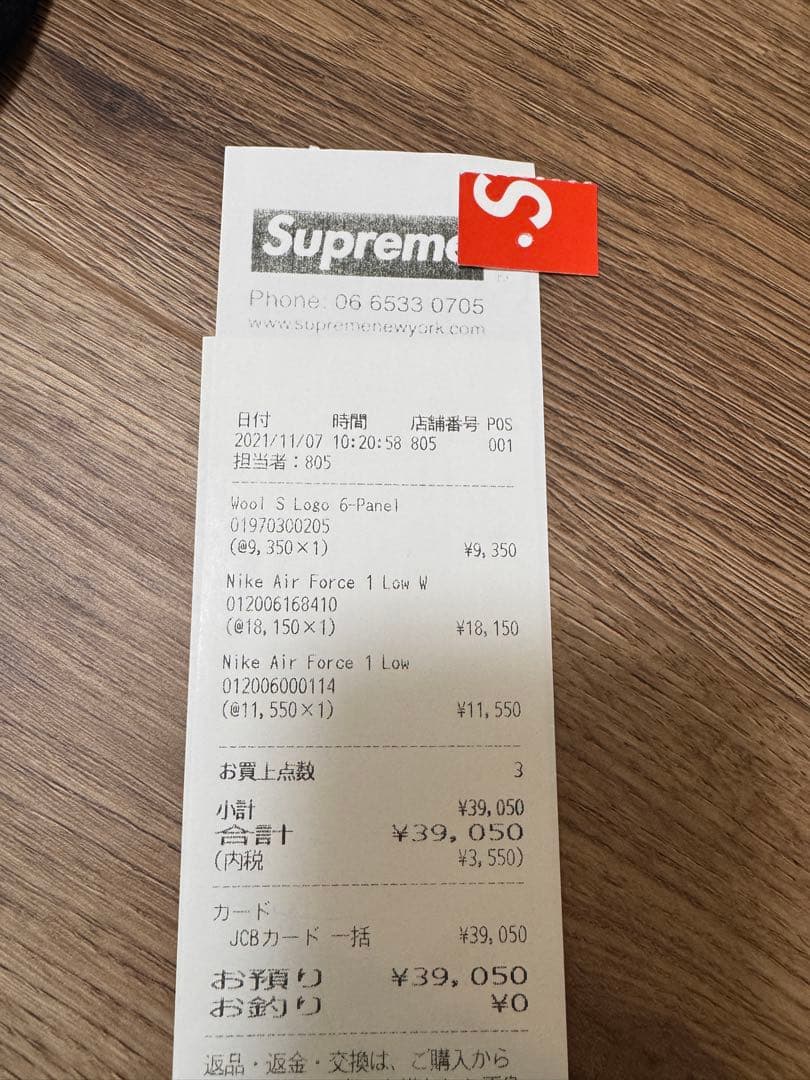 Supreme
S.
Phone: 06 6533 0705
www.supremenewyork.com
日付 時間 店舗番号 POS
2021/11/07 10:20:58 805 001
担当者：805
Wool S Logo 6-Panel
01970300205
(@9,350×1) ¥9,350
Nike Air Force 1 Low W
012006168410
(@18,150×1) ¥18,150
Nike Air Force 1 Low
012006000114
(@11,550×1) ¥11,550
お買上点数 3
小計 ¥39,050
合計 ¥39,050
(内税 ¥3,550)
カード
JCBカード 一括 ¥39,050
お預り ¥39,050
お釣り ¥0
返品・返金・交換は、ご購入から